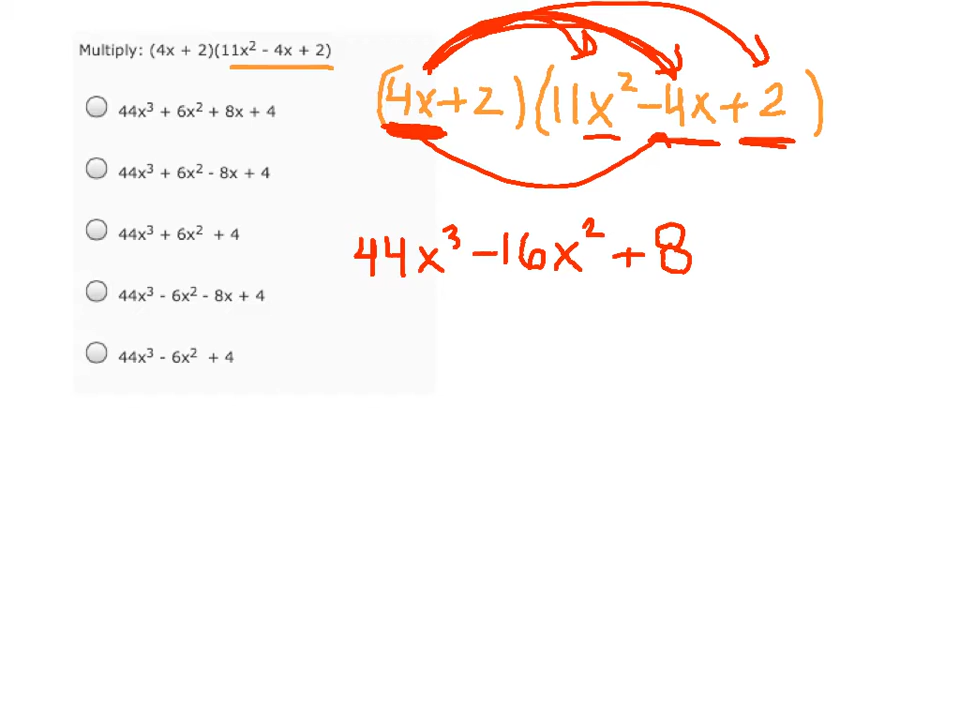 Multiply: (4x + 2)(11x² - 4x + 2)
44x³ + 6x² + 8x + 4
44x³ + 6x² - 8x + 4
44x³ + 6x² + 4
44x³ - 6x² - 8x + 4
44x³ - 6x² + 4
(4x+2)(11x²-4x+2)
44x³-16x²+8